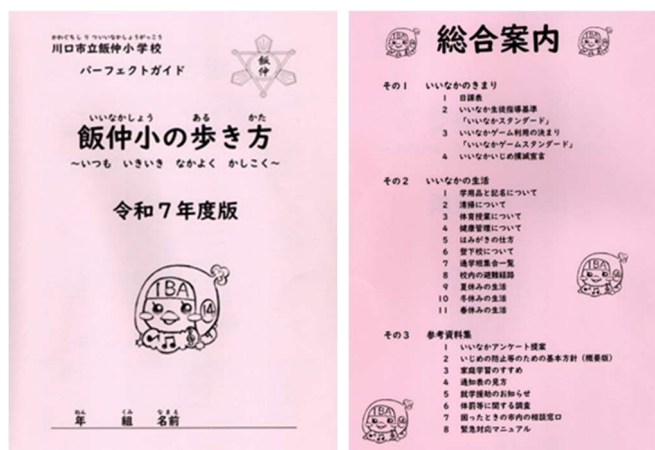 かわぐちしりついいなかしょうがっこう
川口市立飯仲小学校
パーフェクトガイド
飯仲
いいなかしょう ある かた
飯仲小の歩き方
～いつも いきいき なかよく かしこく～
令和7年度版
IBA
14
ねん くみ なまえ
年 組 名前
総合案内
その1 いいなかのきまり
1 日課表
2 いいなか生徒指導基準
「いいなかスタンダード」
3 いいなかゲーム利用の決まり
「いいなかゲームスタンダード」
4 いいなかいじめ撲滅宣言
その2 いいなかの生活
1 学用品と記名について
2 清掃について
3 体育授業について
4 健康管理について
5 はみがきの仕方
6 登下校について
7 通学班集合一覧
8 校内の避難経路
9 夏休みの生活
10 冬休みの生活
11 春休みの生活
その3 参考資料集
1 いいなかアンケート提案
2 いじめの防止等のための基本方針（概要版）
3 家庭学習のすすめ
4 通知表の見方
5 就学援助のお知らせ
6 体罰等に関する調査
7 困ったときの市内の相談窓口
8 緊急対応マニュアル
IBA
IBA